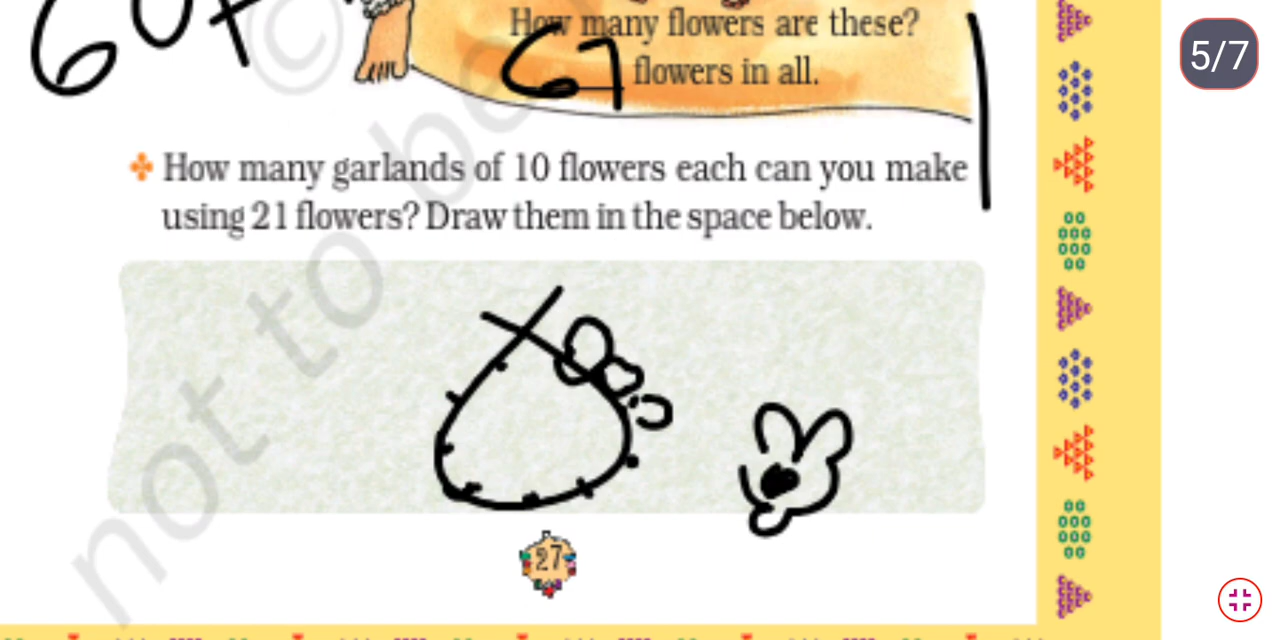 How many flowers are these?
67 flowers in all.
How many garlands of 10 flowers each can you make
using 21 flowers? Draw them in the space below.
27
5/7
not to be
©